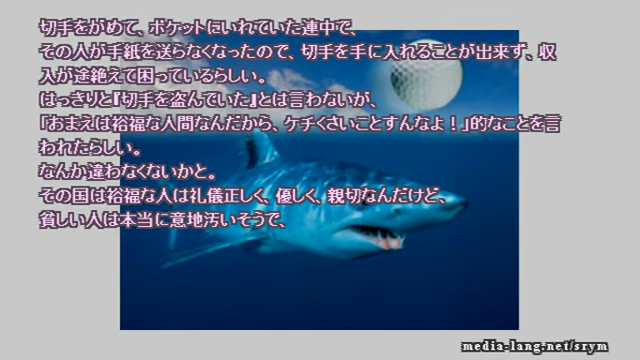 切手をがめて、ポケットにいれていた連中で、
その人が手紙を送らなくなったので、切手を手に入れることが出来ず、収
入が途絶えて困っているらしい。
はっきりと『切手を盗んでいた』とは言わないが、
「おまえは裕福な人間なんだから、ケチくさいことすんなよ！」的なことを言
われたらしい。
なんか違わなくないかと。
その国は裕福な人は礼儀正しく、優しく、親切なんだけど、
貧しい人は本当に意地汚いそうで、
media-lang-net/srym